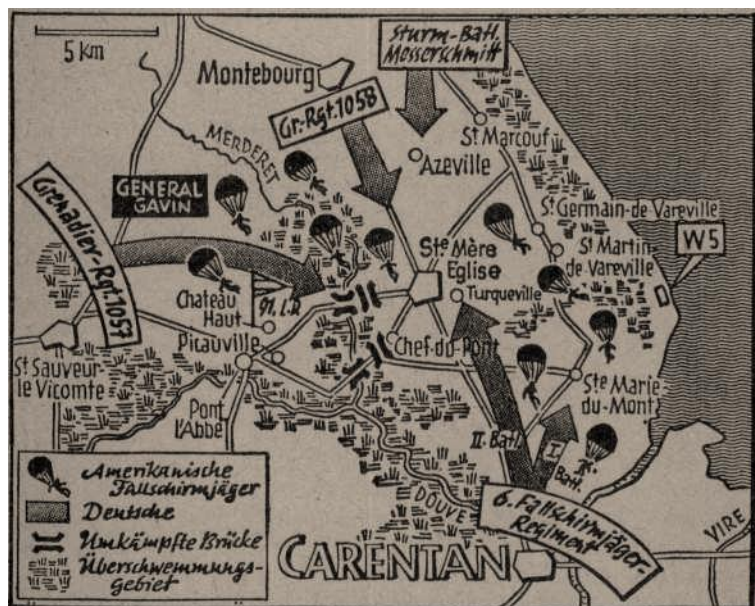 5 km
Montebourg
Sturm-Batl.
Messerschmitt
Gr.-Rgt. 1058
MERDERET
St Marcouf
Azeville
GENERAL
GAVIN
Grenadier-Rgt. 1057
St Germain-de-Vareville
St Martin-
de-Vareville
W5
Ste Mère
Eglise
Turqueville
91. L.D.
Chateau
Haut
Picauville
Chef-du-Pont
St Sauveur-
le Vicomte
Pont
l'Abbé
Ste Marie-
du-Mont
II. Batl.
I.
Batl.
DOUVE
6. Fallschirmjäger-
Regiment
VIRE
CARENTAN
Amerikanische
Fallschirmjäger
Deutsche
Umkämpfte Brücke
Überschwemmungs-
gebiet